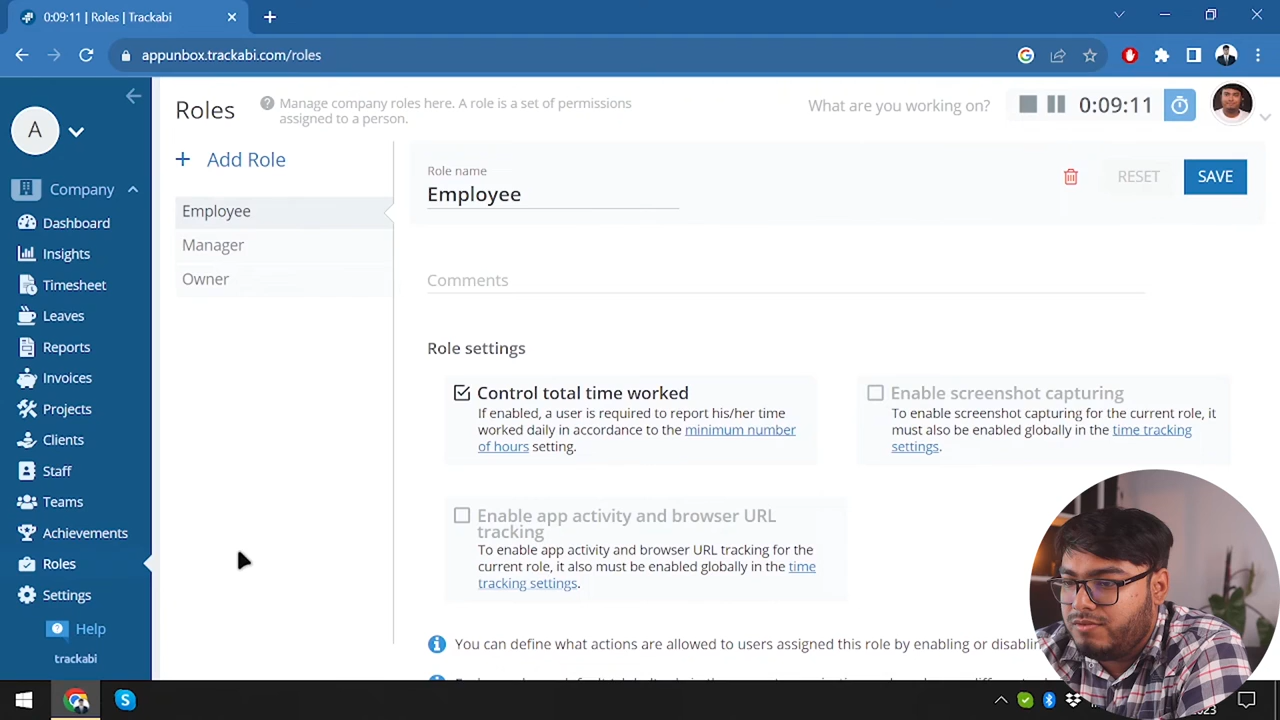 0:09:11 | Roles | Trackabi
appunbox.trackabi.com/roles
A
Company
Dashboard
Insights
Timesheet
Leaves
Reports
Invoices
Projects
Clients
Staff
Teams
Achievements
Roles
Settings
Help
trackabi
Roles
Manage company roles here. A role is a set of permissions
assigned to a person.
What are you working on?
0:09:11
+ Add Role
Employee
Manager
Owner
Role name
Employee
RESET
SAVE
Comments
Role settings
Control total time worked
If enabled, a user is required to report his/her time
worked daily in accordance to the minimum number
of hours setting.
Enable screenshot capturing
To enable screenshot capturing for the current role, it
must also be enabled globally in the time tracking
settings.
Enable app activity and browser URL
tracking
To enable app activity and browser URL tracking for the
current role, it also must be enabled globally in the time
tracking settings.
You can define what actions are allowed to users assigned this role by enabling or